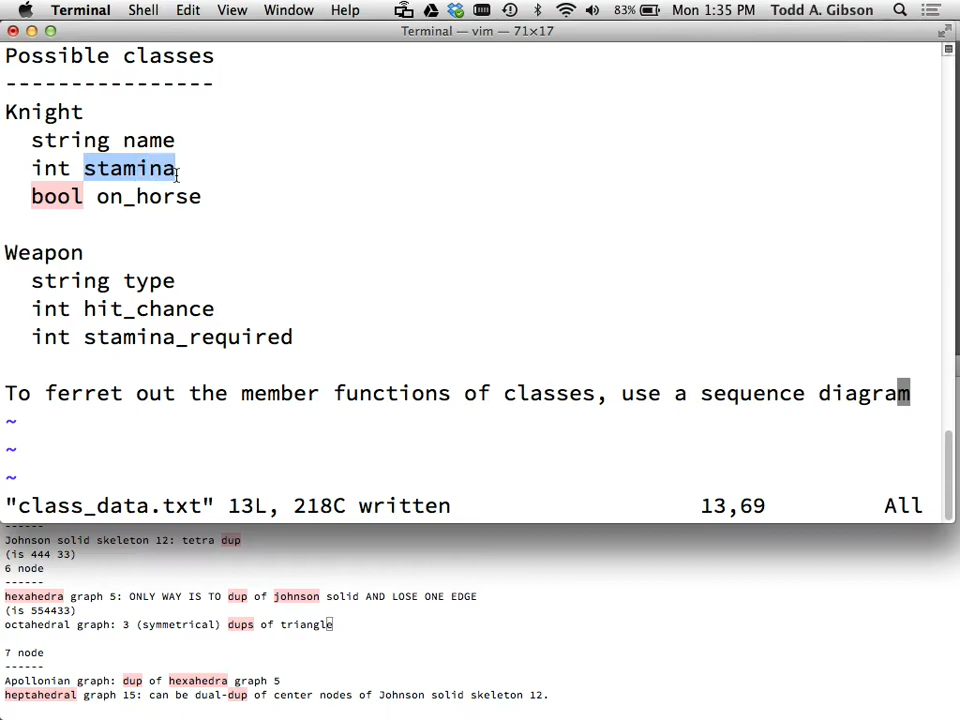 Terminal Shell Edit View Window Help 83% Mon 1:35 PM Todd A. Gibson
Terminal — vim — 71×17
Possible classes
----------------
Knight
string name
int stamina
bool on_horse
Weapon
string type
int hit_chance
int stamina_required
To ferret out the member functions of classes, use a sequence diagram
~
~
~
"class_data.txt" 13L, 218C written 13,69 All
------
Johnson solid skeleton 12: tetra dup
(is 444 33)
6 node
------
hexahedra graph 5: ONLY WAY IS TO dup of johnson solid AND LOSE ONE EDGE
(is 554433)
octahedral graph: 3 (symmetrical) dups of triangle
7 node
------
Apollonian graph: dup of hexahedra graph 5
heptahedral graph 15: can be dual-dup of center nodes of Johnson solid skeleton 12.